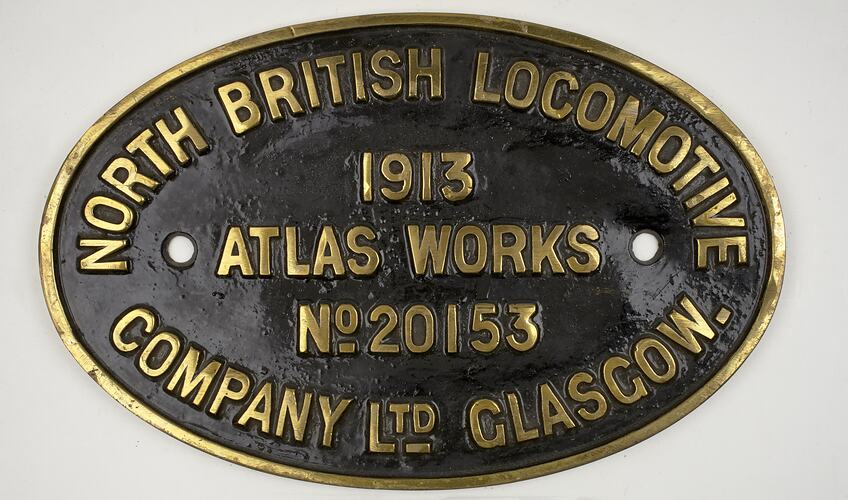 NORTH BRITISH LOCOMOTIVE
1913
ATLAS WORKS
No 20153
COMPANY LTD GLASGOW.